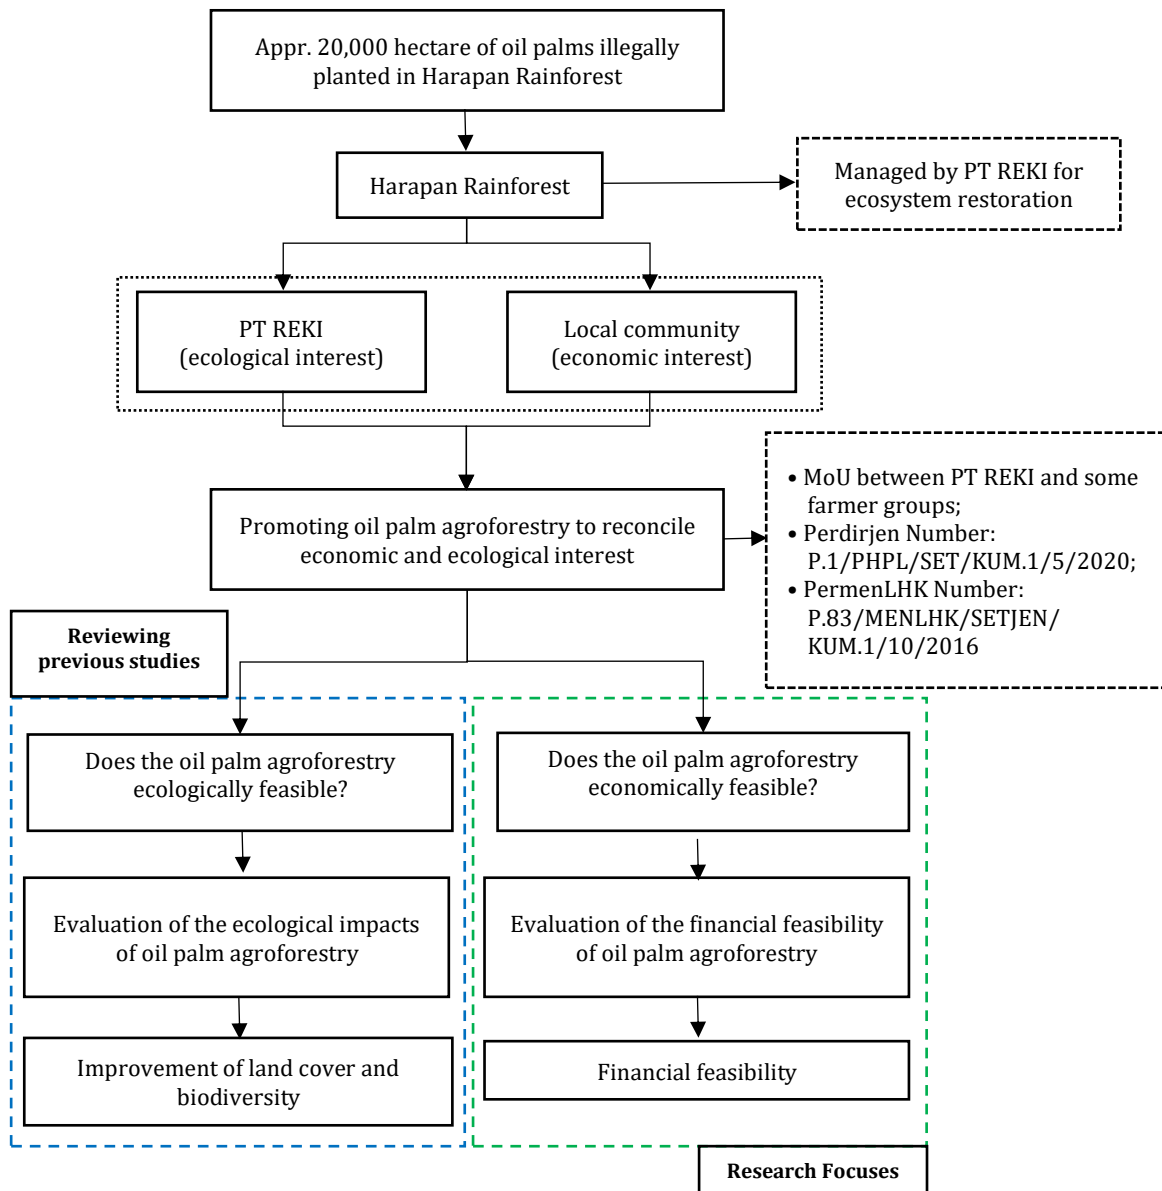 Appr. 20,000 hectare of oil palms illegally
planted in Harapan Rainforest
Harapan Rainforest
Managed by PT REKI for
ecosystem restoration
PT REKI
(ecological interest)
Local community
(economic interest)
Promoting oil palm agroforestry to reconcile
economic and ecological interest
• MoU between PT REKI and some
farmer groups;
• Perdirjen Number:
P.1/PHPL/SET/KUM.1/5/2020;
• PermenLHK Number:
P.83/MENLHK/SETJEN/
KUM.1/10/2016
Reviewing
previous studies
Does the oil palm agroforestry
ecologically feasible?
Does the oil palm agroforestry
economically feasible?
Evaluation of the ecological impacts
of oil palm agroforestry
Evaluation of the financial feasibility
of oil palm agroforestry
Improvement of land cover and
biodiversity
Financial feasibility
Research Focuses